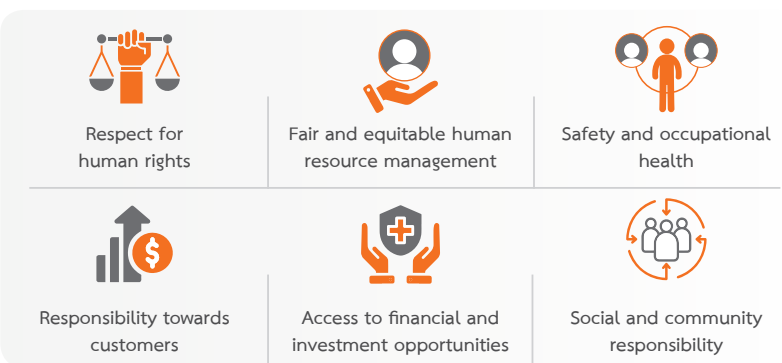 Respect for
human rights
Fair and equitable human
resource management
Safety and occupational
health
$
Responsibility towards
customers
Access to financial and
investment opportunities
Social and community
responsibility